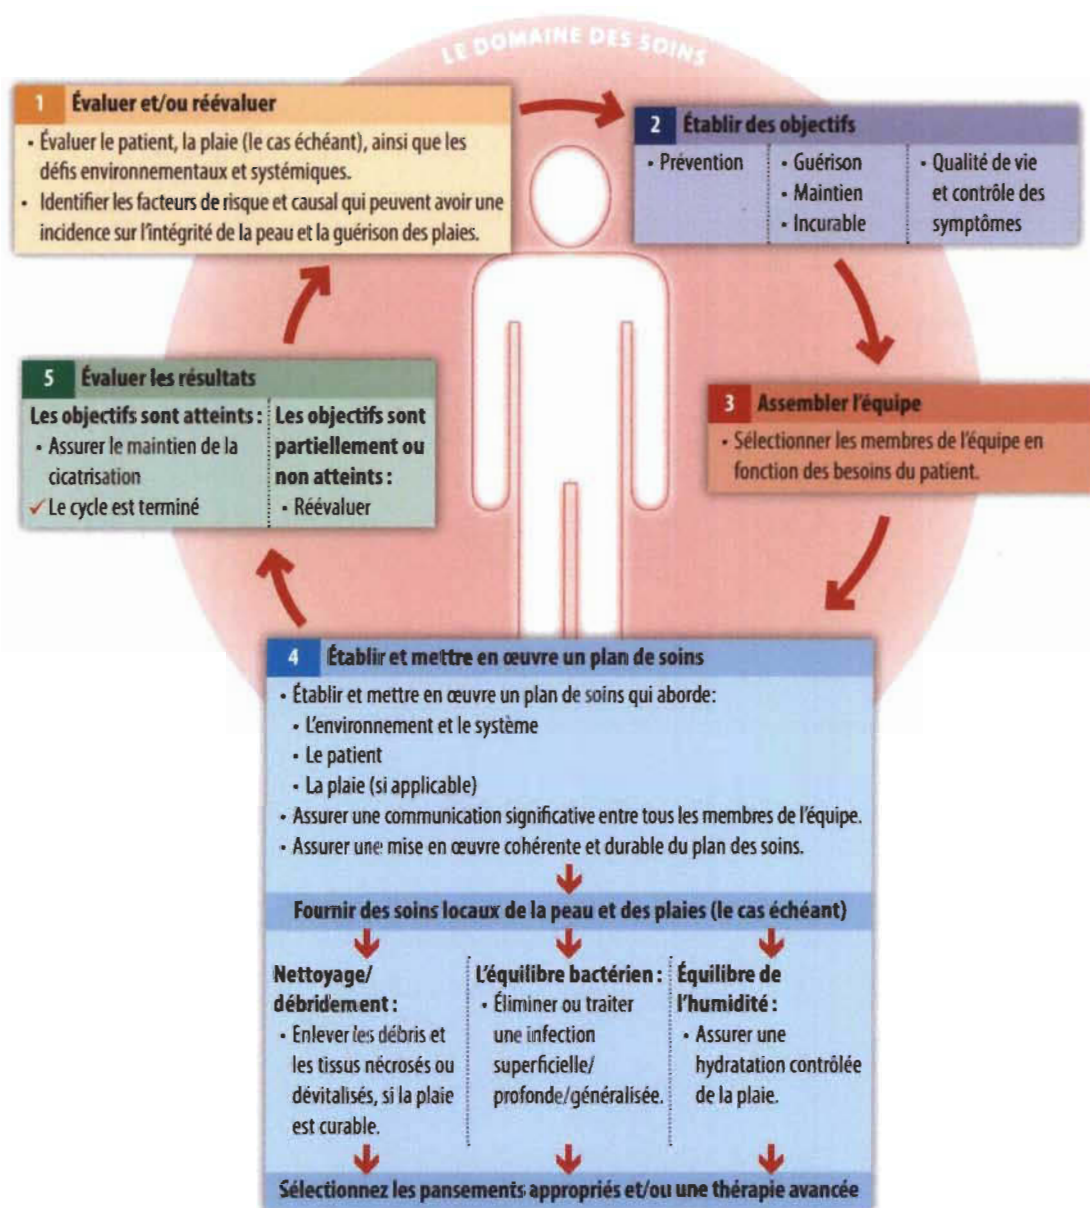 LE DOMAINE DES SOINS
1 Évaluer et/ou réévaluer
• Évaluer le patient, la plaie (le cas échéant), ainsi que les
défis environnementaux et systémiques.
• Identifier les facteurs de risque et causal qui peuvent avoir une
incidence sur l'intégrité de la peau et la guérison des plaies.
2 Établir des objectifs
• Prévention
• Guérison
• Maintien
• Incurable
• Qualité de vie
et contrôle des
symptômes
3 Assembler l'équipe
• Sélectionner les membres de l'équipe en
fonction des besoins du patient.
4 Établir et mettre en œuvre un plan de soins
• Établir et mettre en œuvre un plan de soins qui aborde:
• L'environnement et le système
• Le patient
• La plaie (si applicable)
• Assurer une communication significative entre tous les membres de l'équipe.
• Assurer une mise en œuvre cohérente et durable du plan des soins.
Fournir des soins locaux de la peau et des plaies (le cas échéant)
Nettoyage/
débridement :
• Enlever les débris et
les tissus nécrosés ou
dévitalisés, si la plaie
est curable.
L'équilibre bactérien :
• Éliminer ou traiter
une infection
superficielle/
profonde/généralisée.
Équilibre de
l'humidité :
• Assurer une
hydratation contrôlée
de la plaie.
Sélectionnez les pansements appropriés et/ou une thérapie avancée
5 Évaluer les résultats
Les objectifs sont atteints :
• Assurer le maintien de la
cicatrisation
✓ Le cycle est terminé
Les objectifs sont
partiellement ou
non atteints :
• Réévaluer